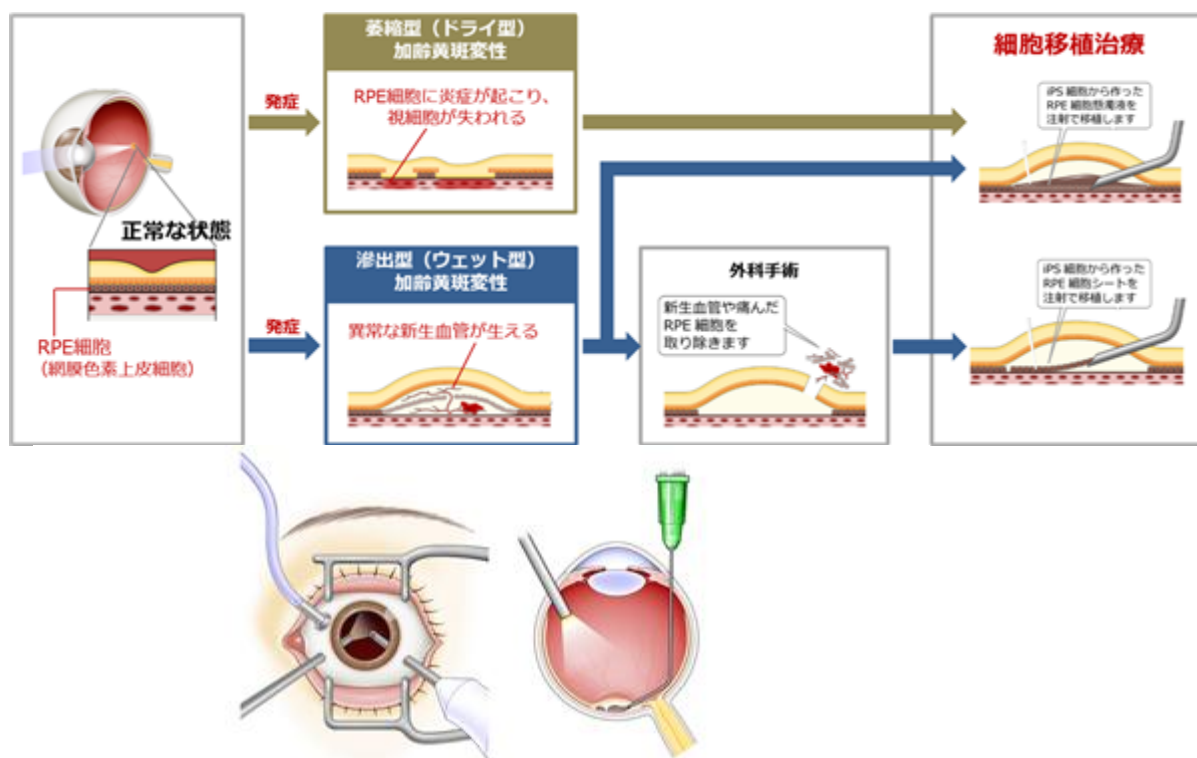 正常な状態
RPE細胞
（網膜色素上皮細胞）
発症
萎縮型（ドライ型）
加齢黄斑変性
RPE細胞に炎症が起こり、
視細胞が失われる
発症
滲出型（ウェット型）
加齢黄斑変性
異常な新生血管が生える
外科手術
新生血管や痛んだ
RPE 細胞を
取り除きます
細胞移植治療
iPS 細胞から作った
RPE 細胞懸濁液を
注射で移植します
iPS 細胞から作った
RPE 細胞シートを
注射で移植します